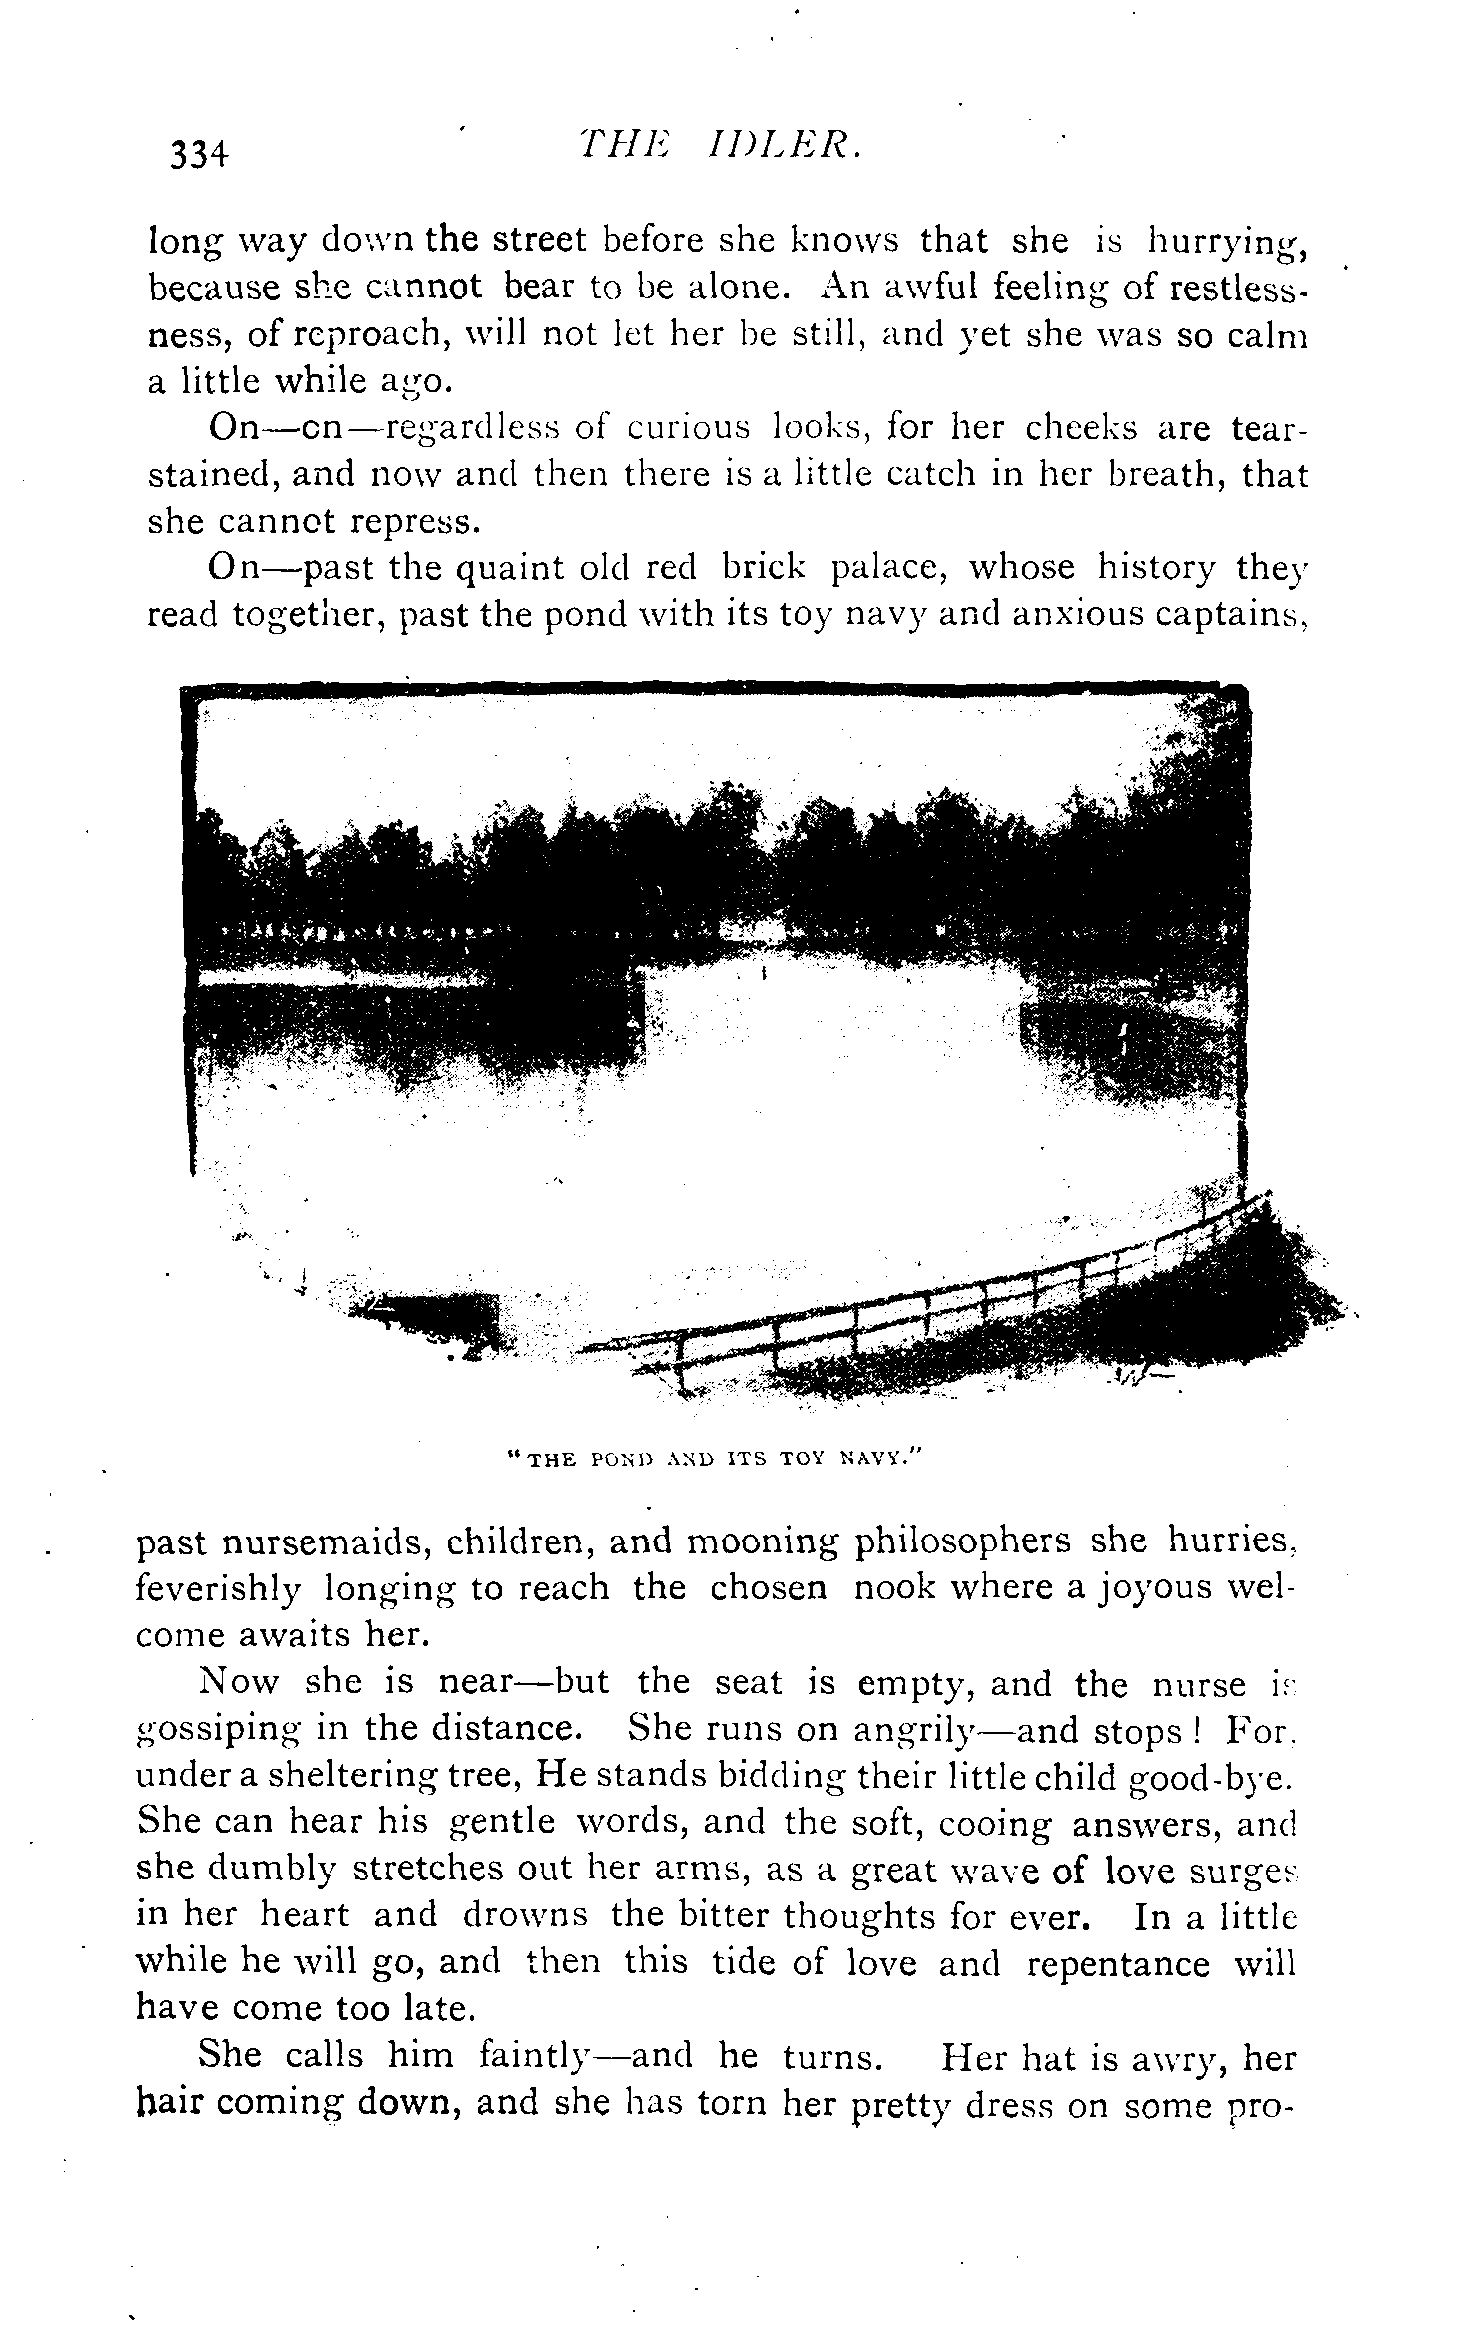 334 THE IDLER.
long way down the street before she knows that she is hurrying,
because she cannot bear to be alone. An awful feeling of restless-
ness, of reproach, will not let her be still, and yet she was so calm
a little while ago.
On—on—regardless of curious looks, for her cheeks are tear-
stained, and now and then there is a little catch in her breath, that
she cannot repress.
On—past the quaint old red brick palace, whose history they
read together, past the pond with its toy navy and anxious captains,
"THE POND AND ITS TOY NAVY."
past nursemaids, children, and mooning philosophers she hurries,
feverishly longing to reach the chosen nook where a joyous wel-
come awaits her.
Now she is near—but the seat is empty, and the nurse is
gossiping in the distance. She runs on angrily—and stops! For,
under a sheltering tree, He stands bidding their little child good-bye.
She can hear his gentle words, and the soft, cooing answers, and
she dumbly stretches out her arms, as a great wave of love surges
in her heart and drowns the bitter thoughts for ever. In a little
while he will go, and then this tide of love and repentance will
have come too late.
She calls him faintly—and he turns. Her hat is awry, her
hair coming down, and she has torn her pretty dress on some pro-